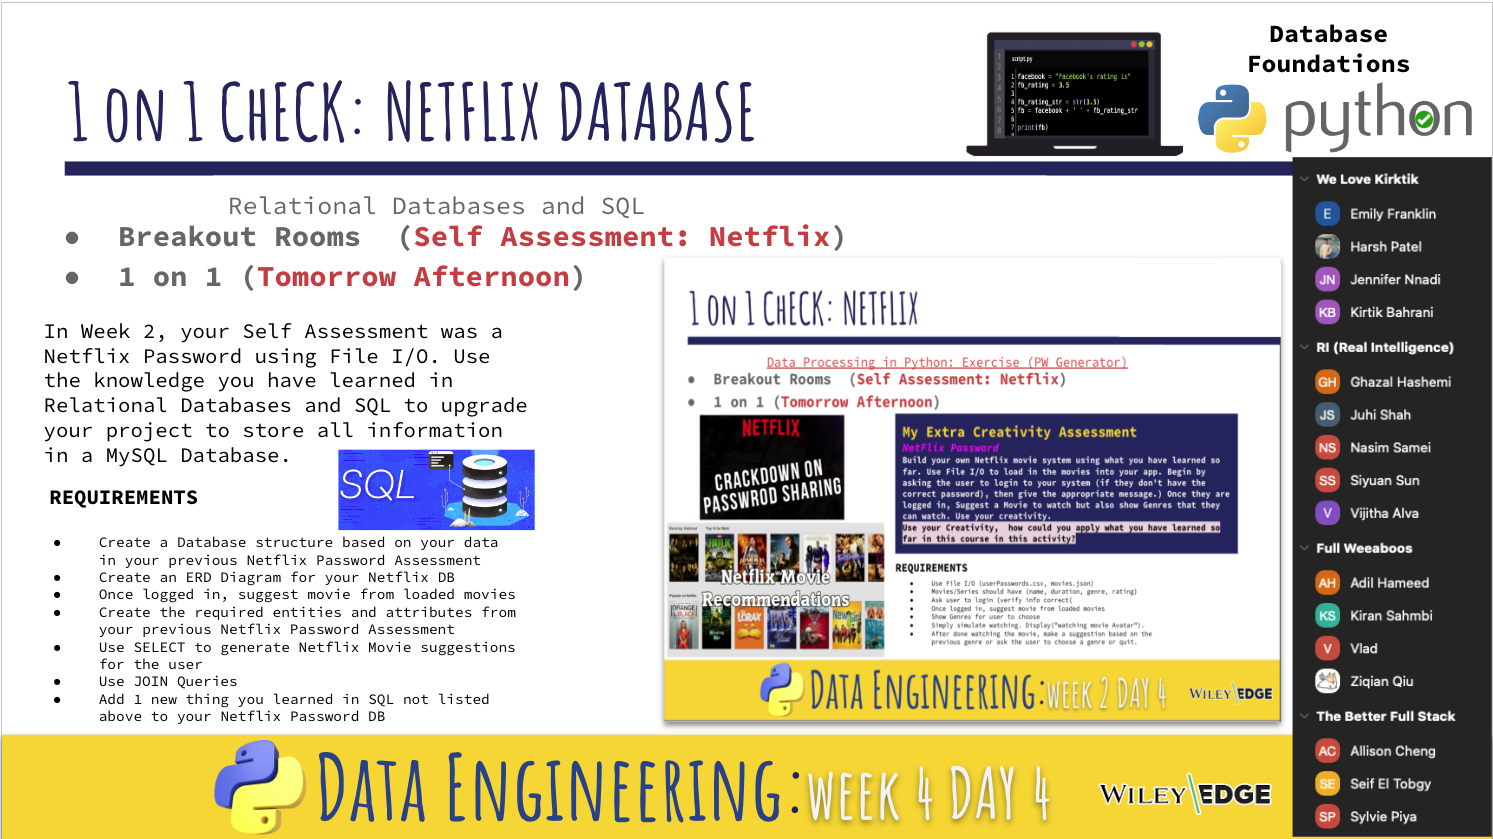 1 on 1 Check: Netflix Database
script.py
1 facebook = "Facebook's rating is"
2 fb_rating = 3.5
3
4 fb_rating_str = str(3.5)
5 fb = facebook + ' ' + fb_rating_str
6
7 print(fb)
Database
Foundations
python
Relational Databases and SQL
● Breakout Rooms (Self Assessment: Netflix)
● 1 on 1 (Tomorrow Afternoon)
In Week 2, your Self Assessment was a
Netflix Password using File I/O. Use
the knowledge you have learned in
Relational Databases and SQL to upgrade
your project to store all information
in a MySQL Database.
SQL
REQUIREMENTS
● Create a Database structure based on your data
in your previous Netflix Password Assessment
● Create an ERD Diagram for your Netflix DB
● Once logged in, suggest movie from loaded movies
● Create the required entities and attributes from
your previous Netflix Password Assessment
● Use SELECT to generate Netflix Movie suggestions
for the user
● Use JOIN Queries
● Add 1 new thing you learned in SQL not listed
above to your Netflix Password DB
1 on 1 Check: Netflix
Data Processing in Python: Exercise (PW Generator)
● Breakout Rooms (Self Assessment: Netflix)
● 1 on 1 (Tomorrow Afternoon)
NETFLIX
CRACKDOWN ON
PASSWROD SHARING
Netflix Movie
Recommendations
My Extra Creativity Assessment
NetFlix Password
Build your own Netflix movie system using what you have learned so
far. Use File I/O to load in the movies into your app. Begin by
asking the user to login to your system (if they don't have the
correct password), then give the appropriate message.) Once they are
logged in, Suggest a Movie to watch but also show Genres that they
can watch. Use your creativity.
Use your Creativity, how could you apply what you have learned so
far in this course in this activity?
REQUIREMENTS
● Use File I/O (userPasswords.csv, movies.json)
● Movies/Series should have (name, duration, genre, rating)
● Ask user to login (verify info correct(
● Once logged in, suggest movie from loaded movies
● Show Genres for user to choose
● Simply simulate watching. Display("watching movie Avatar").
● After done watching the movie, make a suggestion based on the
previous genre or ask the user to choose a genre or quit.
Data Engineering: Week 2 Day 4
WILEY EDGE
We Love Kirktik
E Emily Franklin
Harsh Patel
JN Jennifer Nnadi
KB Kirtik Bahrani
RI (Real Intelligence)
GH Ghazal Hashemi
JS Juhi Shah
NS Nasim Samei
SS Siyuan Sun
V Vijitha Alva
Full Weeaboos
AH Adil Hameed
KS Kiran Sahmbi
V Vlad
Ziqian Qiu
The Better Full Stack
AC Allison Cheng
SE Seif El Tobgy
SP Sylvie Piya
Data Engineering: Week 4 Day 4
WILEY EDGE